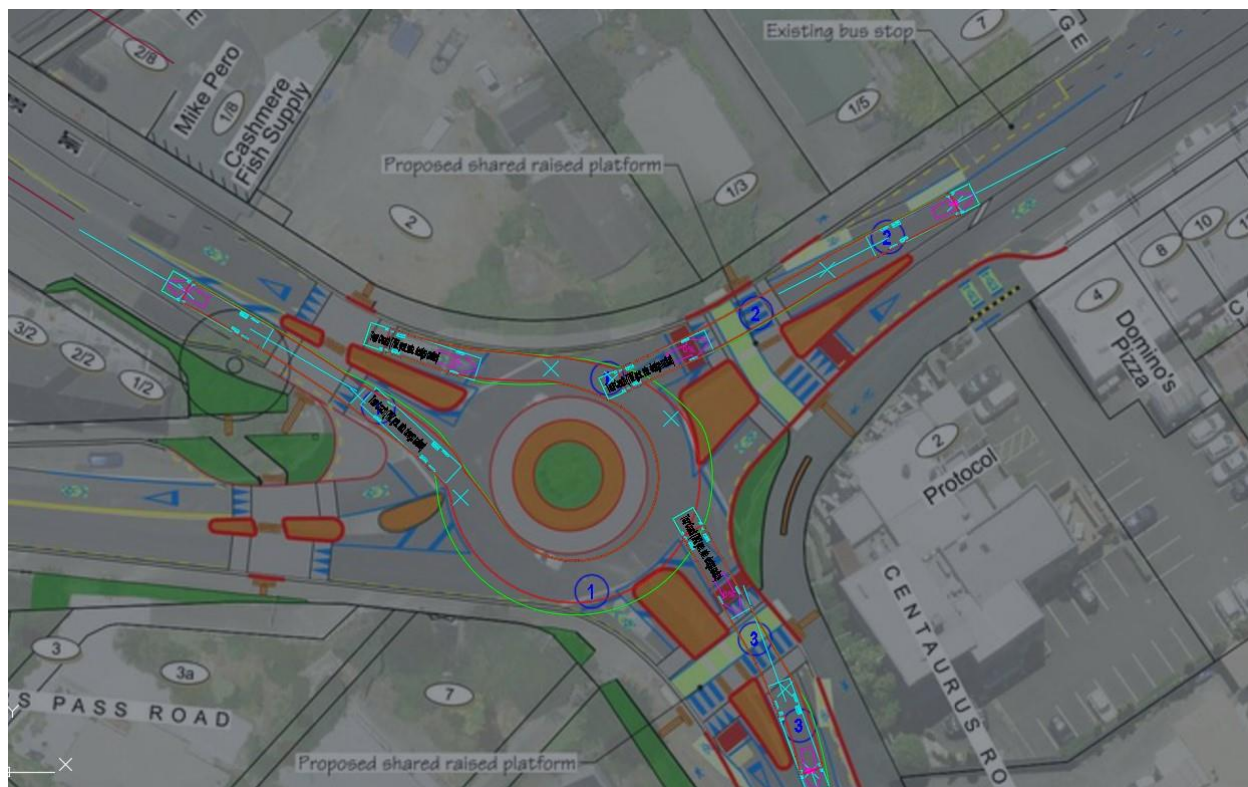 Existing bus stop
7
GE
E
2/8
Mike Pero
1/8
Cashmere
Fish Supply
1/5
Proposed shared raised platform
1/3
2
2
2
10
8
4
C
Domino's
Pizza
3/2
2/2
1/2
2
Protocol
1
3
3
CENTAURUS RO
3
3a
7
S PASS ROAD
Y
X
Proposed shared raised platform